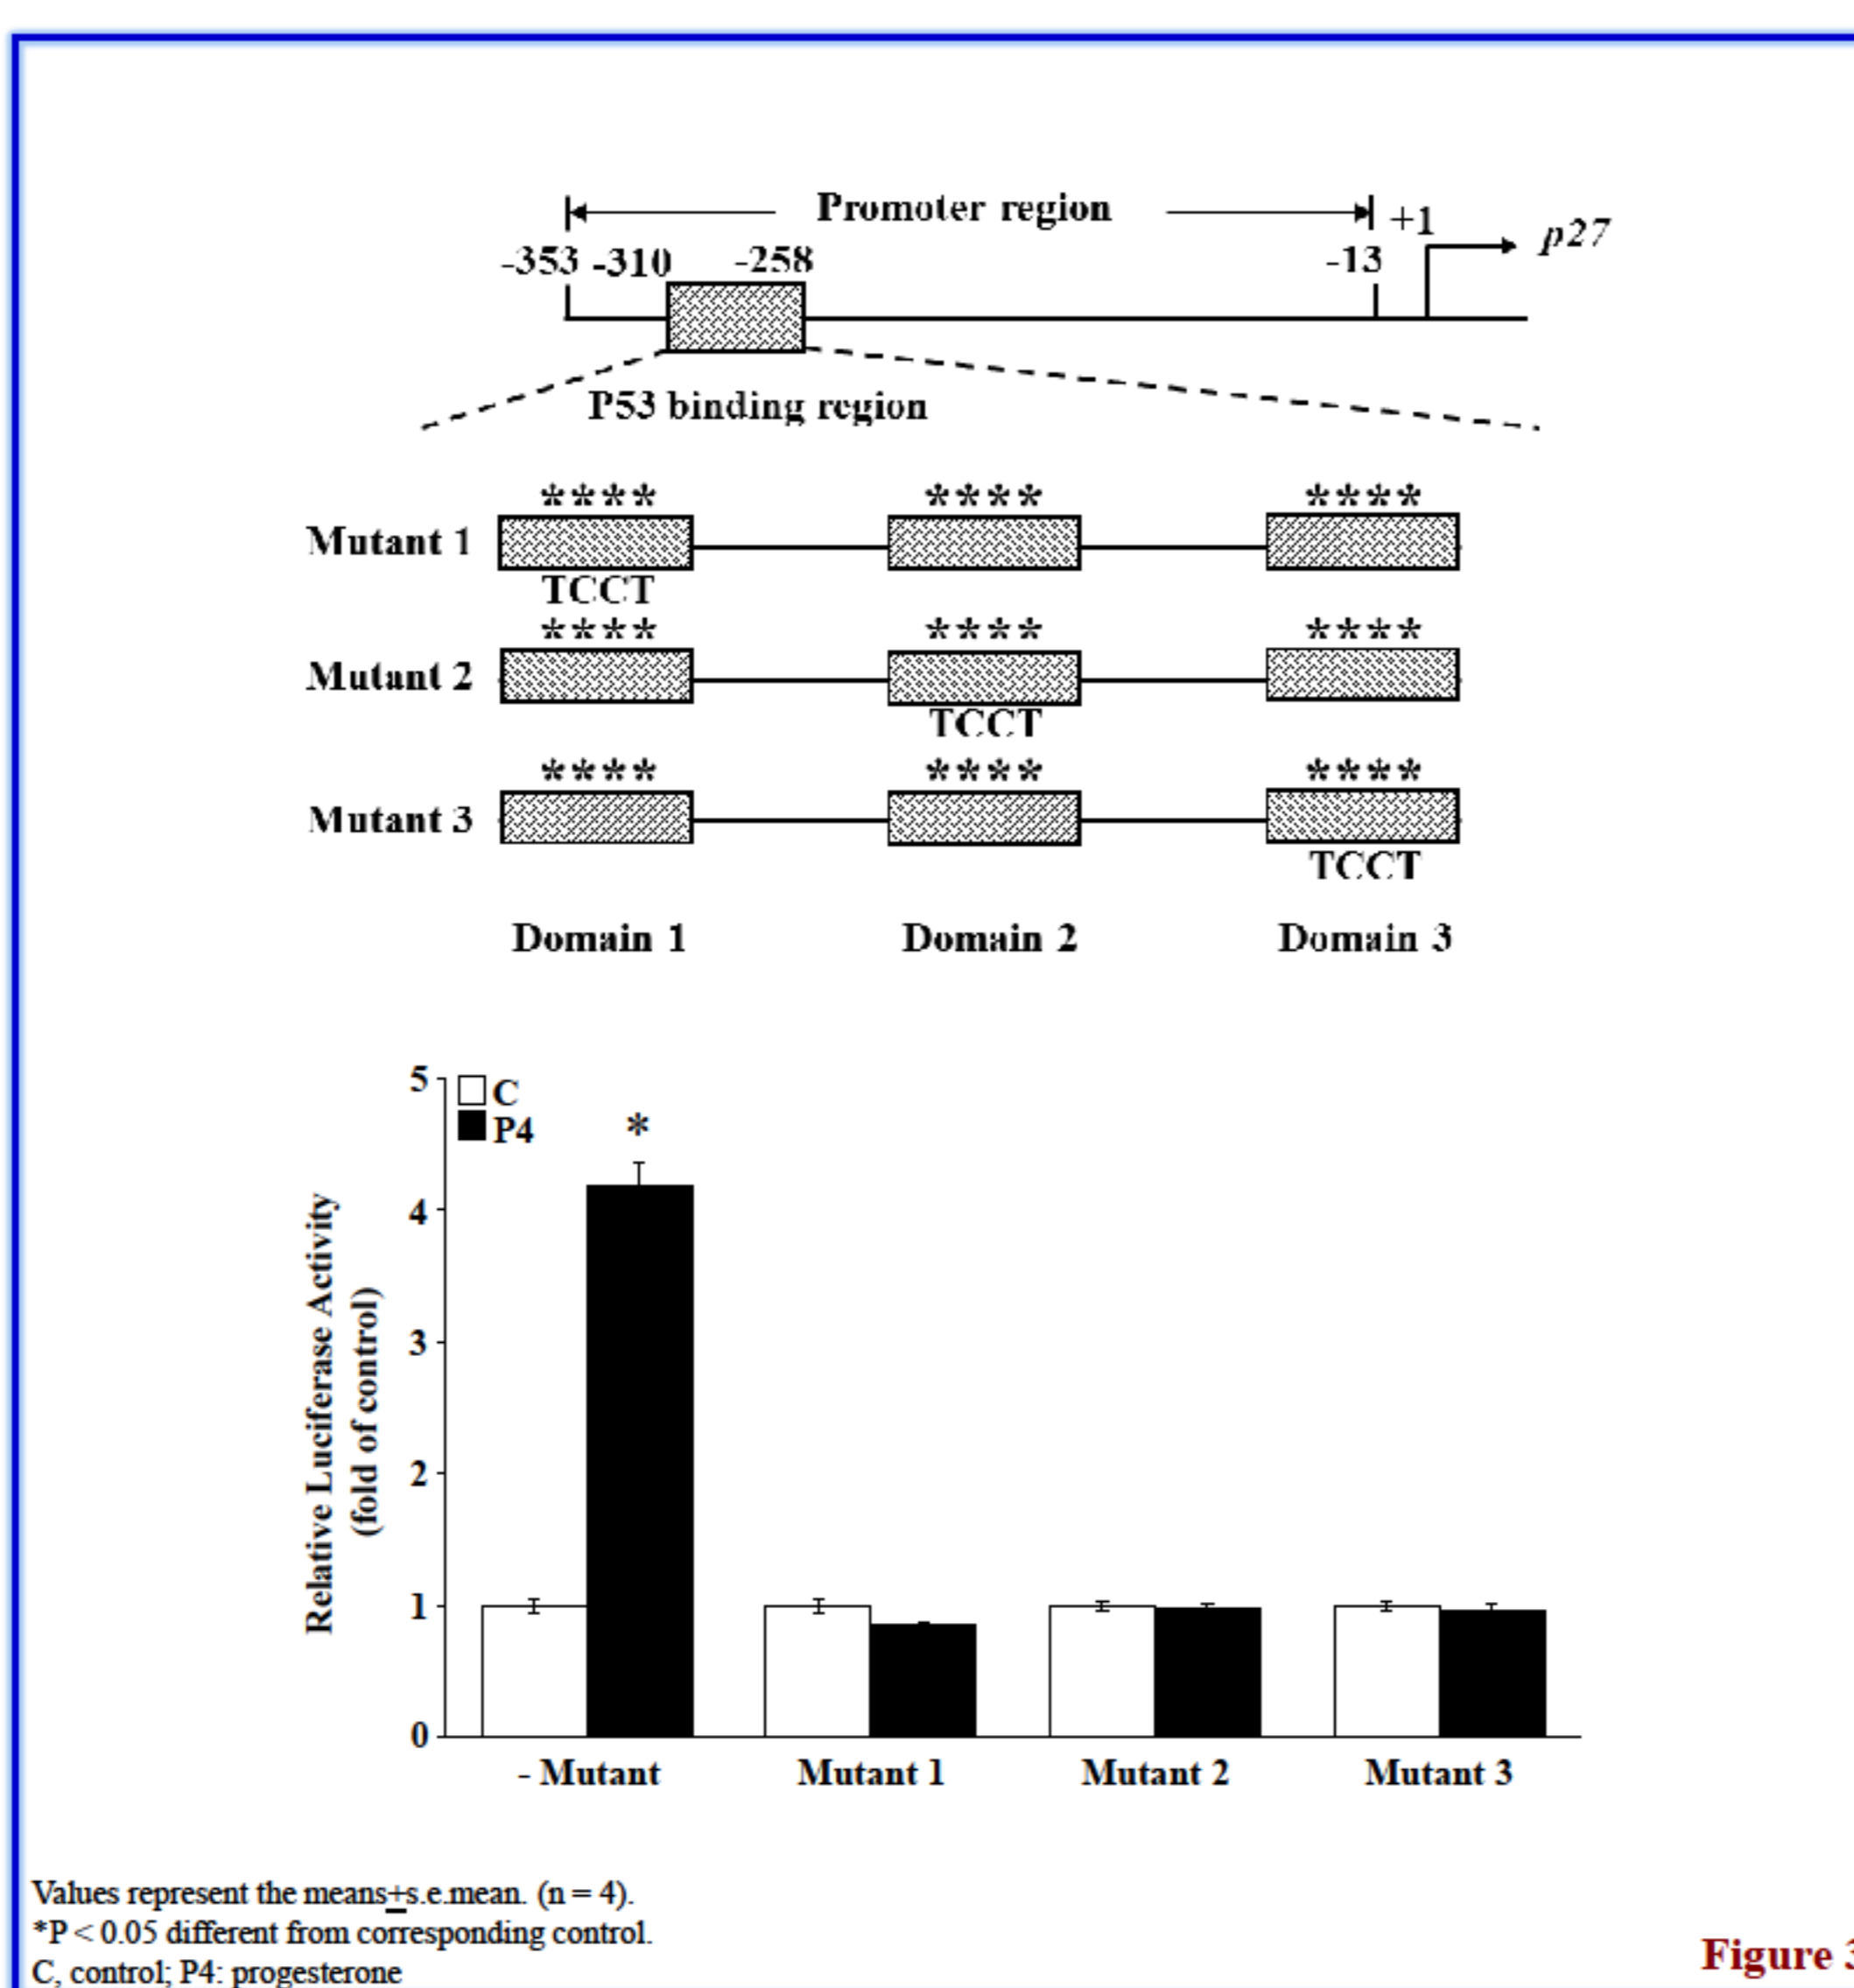 Promoter region
+1
p27
-353 -310 -258 -13
P53 binding region
**** **** ****
Mutant 1
TCCT
**** **** ****
Mutant 2
TCCT
**** **** ****
Mutant 3
TCCT
Domain 1 Domain 2 Domain 3
5
C
P4
*
4
3
2
1
0
Relative Luciferase Activity
(fold of control)
- Mutant Mutant 1 Mutant 2 Mutant 3
Values represent the means±s.e.mean. (n = 4).
*P < 0.05 different from corresponding control.
C, control; P4: progesterone
Figure 3